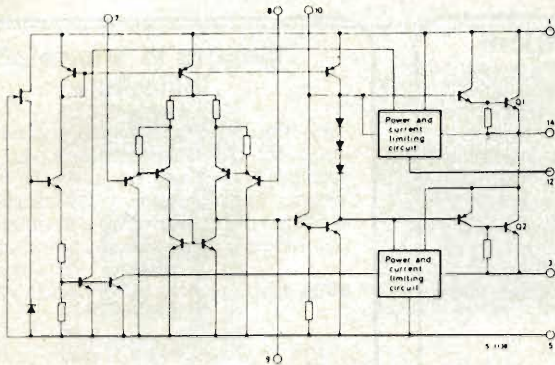 7
8
10
1
Q1
Power and
current
limiting
circuit
14
12
Q2
Power and
current
limiting
circuit
3
5
9